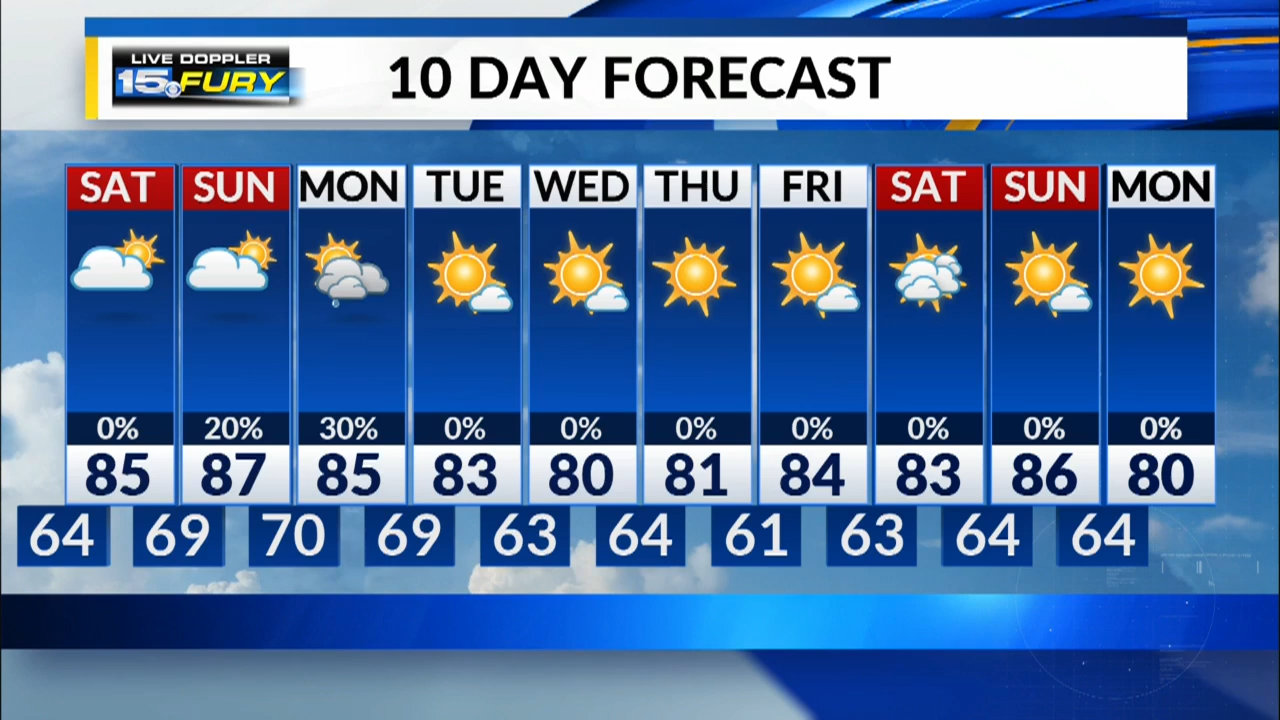 LIVE DOPPLER
15 FURY
10 DAY FORECAST
SAT SUN MON TUE WED THU FRI SAT SUN MON
0% 20% 30% 0% 0% 0% 0% 0% 0% 0%
85 87 85 83 80 81 84 83 86 80
64 69 70 69 63 64 61 63 64 64